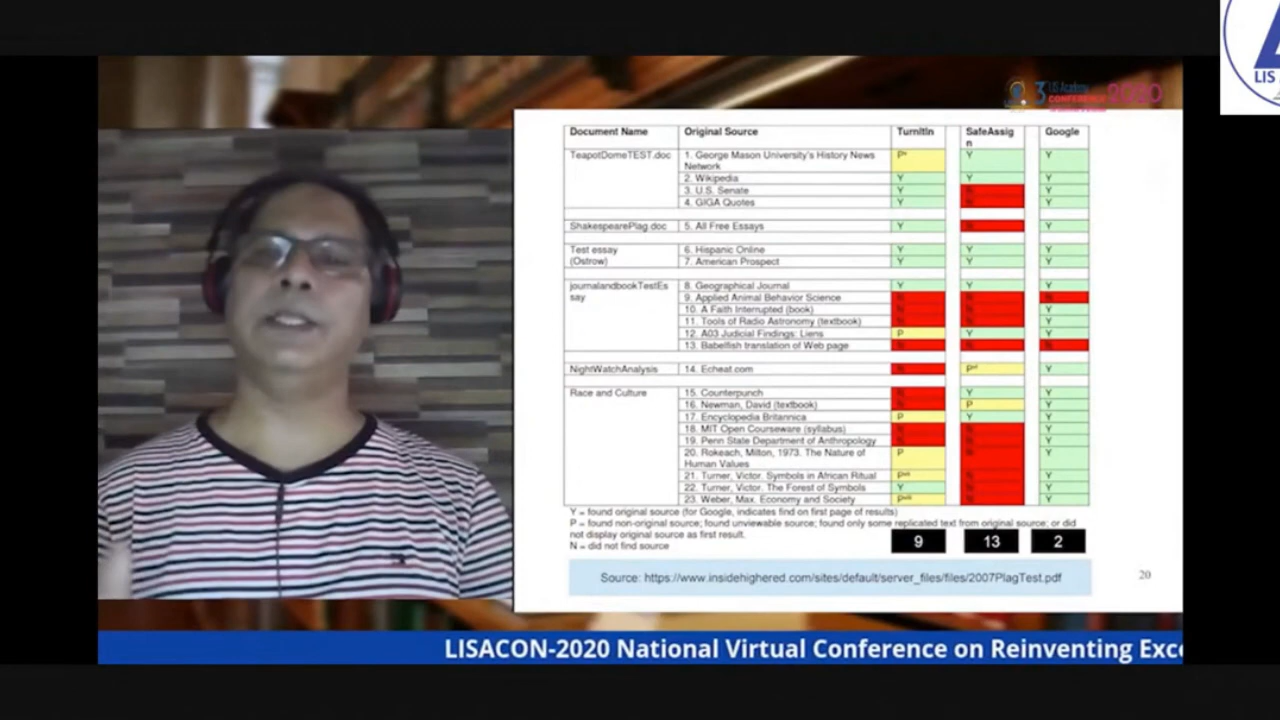 LIS
3
LIS Academy
CONFERENCE
2020
Document Name Original Source TurnItIn SafeAssig
n Google
TeapotDomeTEST.doc 1. George Mason University's History News
Network P* Y Y
2. Wikipedia Y Y Y
3. U.S. Senate Y N Y
4. GIGA Quotes Y N Y
ShakespearePlag.doc 5. All Free Essays Y N Y
Test essay
(Ostrow) 6. Hispanic Online Y Y Y
7. American Prospect Y Y Y
journalandbookTestEs
say 8. Geographical Journal Y Y Y
9. Applied Animal Behavior Science N N N
10. A Faith Interrupted (book) N N Y
11. Tools of Radio Astronomy (textbook) N N Y
12. A03 Judicial Findings: Liens P Y Y
13. Babelfish translation of Web page N N N
NightWatchAnalysis 14. Echeat.com N P Y
Race and Culture 15. Counterpunch N Y Y
16. Newman, David (textbook) N P Y
17. Encyclopedia Britannica P Y Y
18. MIT Open Courseware (syllabus) N N Y
19. Penn State Department of Anthropology N N Y
20. Rokeach, Milton, 1973. The Nature of
Human Values P N Y
21. Turner, Victor. Symbols in African Ritual P N Y
22. Turner, Victor. The Forest of Symbols Y N Y
23. Weber, Max. Economy and Society P N Y
Y = found original source (for Google, indicates find on first page of results)
P = found non-original source; found unviewable source; found only some replicated text from original source; or did
not display original source as first result.
N = did not find source
9 13 2
Source: https://www.insidehighered.com/sites/default/server_files/files/2007PlagTest.pdf
20
LISACON-2020 National Virtual Conference on Reinventing Exce